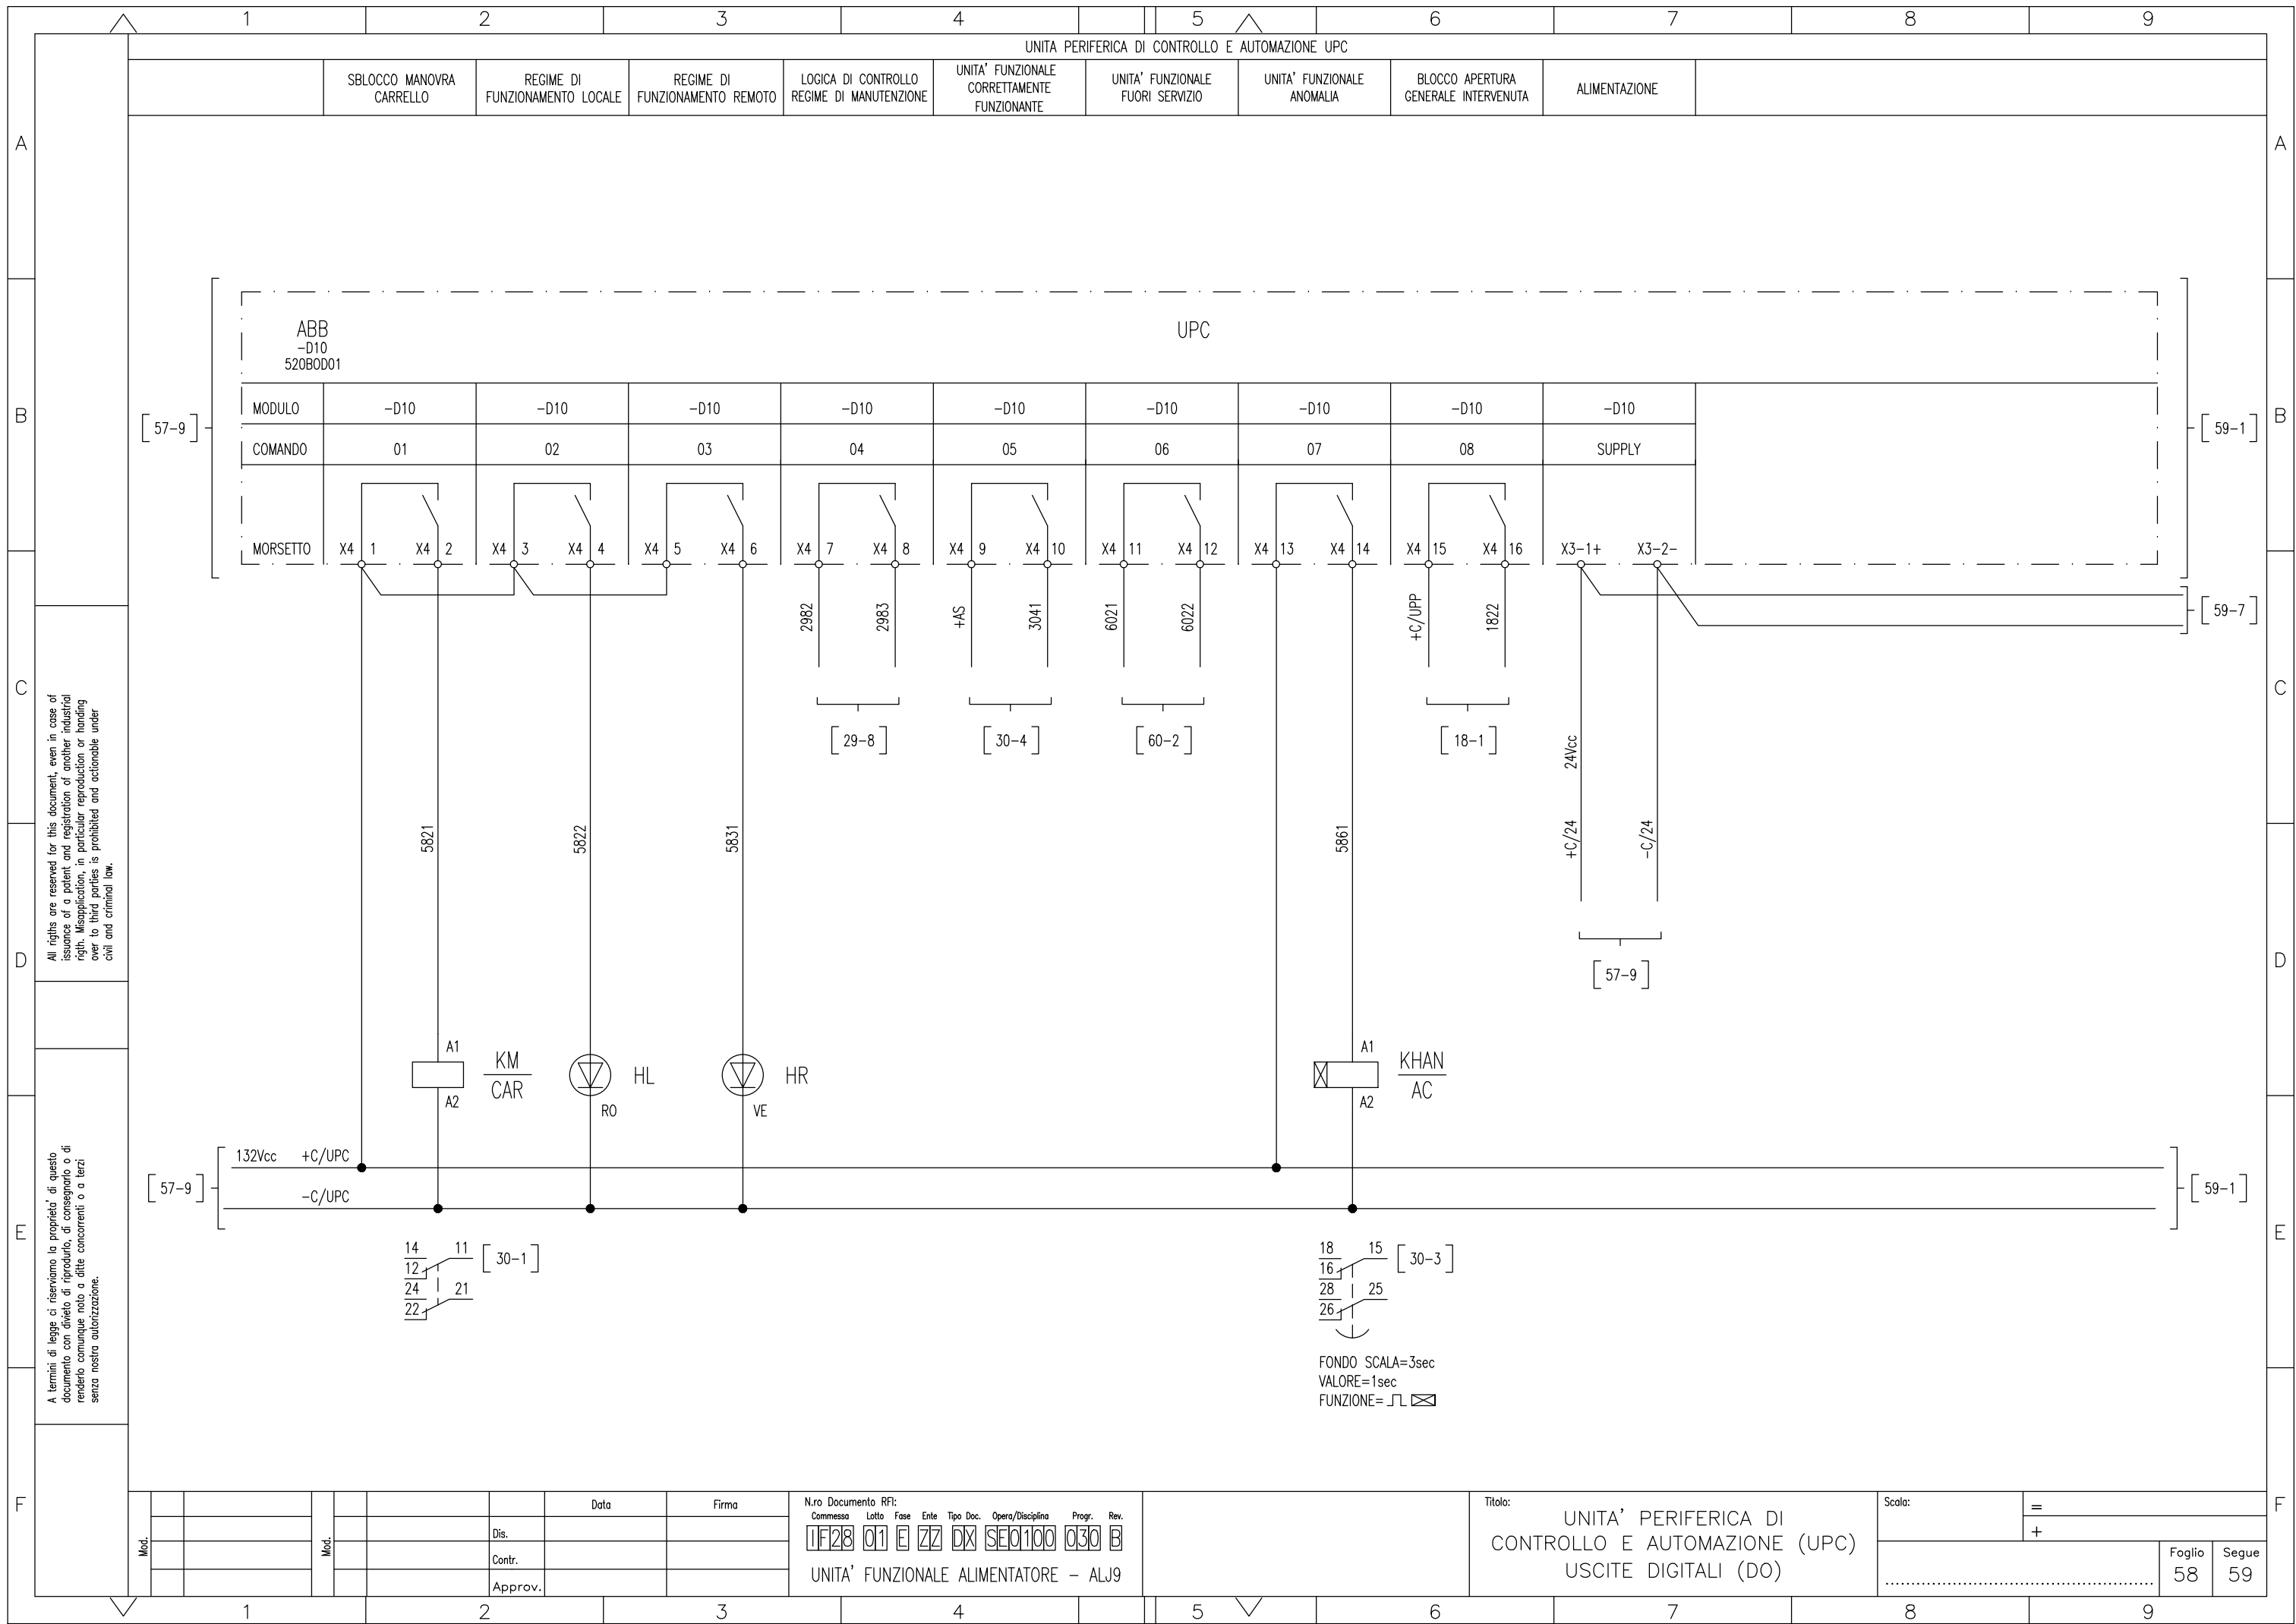 1 2 3 4 5 6 7 8 9
UNITA PERIFERICA DI CONTROLLO E AUTOMAZIONE UPC
SBLOCCO MANOVRA
CARRELLO
REGIME DI
FUNZIONAMENTO LOCALE
REGIME DI
FUNZIONAMENTO REMOTO
LOGICA DI CONTROLLO
REGIME DI MANUTENZIONE
UNITA' FUNZIONALE
CORRETTAMENTE
FUNZIONANTE
UNITA' FUNZIONALE
FUORI SERVIZIO
UNITA' FUNZIONALE
ANOMALIA
BLOCCO APERTURA
GENERALE INTERVENUTA
ALIMENTAZIONE
A A
ABB
-D10
520BOD01
UPC
B B
57-9
59-1
MODULO -D10 -D10 -D10 -D10 -D10 -D10 -D10 -D10 -D10
COMANDO 01 02 03 04 05 06 07 08 SUPPLY
MORSETTO X4 1 X4 2 X4 3 X4 4 X4 5 X4 6 X4 7 X4 8 X4 9 X4 10 X4 11 X4 12 X4 13 X4 14 X4 15 X4 16 X3-1+ X3-2-
59-7
2982 2983 +AS 3041 6021 6022 +C/UPP 1822
C C
29-8 30-4 60-2 18-1
24Vcc
5821 5822 5831 5861 +C/24 -C/24
57-9
D D
A1 KM
CAR
A2
HL
RO
HR
VE
A1 KHAN
AC
A2
57-9
132Vcc +C/UPC
-C/UPC
59-1
E E
14 11 30-1
12
24 21
22
18 15 30-3
16
28 25
26
FONDO SCALA=3sec
VALORE=1sec
FUNZIONE=
All rigths are reserved for this document, even in case of
issuance of a patent and registration of another industrial
rigth. Misapplication, in particular reproduction or handing
over to third parties is prohibited and actionable under
civil and criminal law.
A termini di legge ci riserviamo la proprieta' di questo
documento con divieto di riprodurlo, di consegnarlo o di
renderlo comunque noto a ditte concorrenti o a terzi
senza nostra autorizzazione.
F F
Mod. Mod.
Data Firma
Dis.
Contr.
Approv.
N.ro Documento RFI:
Commessa Lotto Fase Ente Tipo Doc. Opera/Disciplina Progr. Rev.
IF28 01 E ZZ DX SE0100 030 B
UNITA' FUNZIONALE ALIMENTATORE - ALJ9
Titolo:
UNITA' PERIFERICA DI
CONTROLLO E AUTOMAZIONE (UPC)
USCITE DIGITALI (DO)
Scala:
=
+
Foglio
58
Segue
59
1 2 3 4 5 6 7 8 9